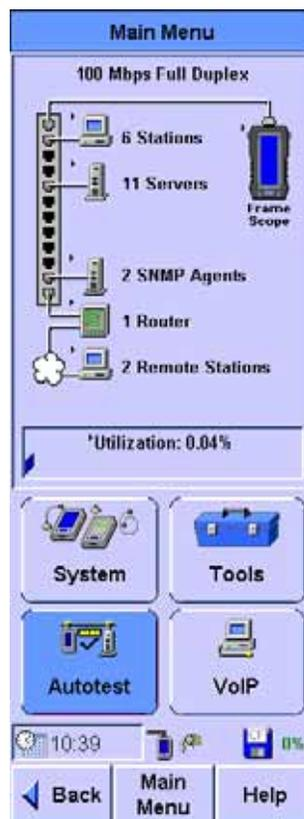 Main Menu
100 Mbps Full Duplex
6 Stations
11 Servers
Frame
Scope
2 SNMP Agents
1 Router
2 Remote Stations
'Utilization: 0.04%
System
Tools
Autotest
VoIP
10:39
0%
Back
Main
Menu
Help